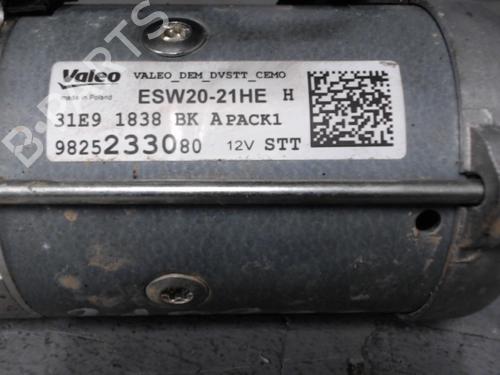 Valeo VALEO_DEM_DVSTT_CEMO
made in Poland ESW20-21HE H
31E9 1838 BK APACK1
9825233080 12V STT
B-PARTS